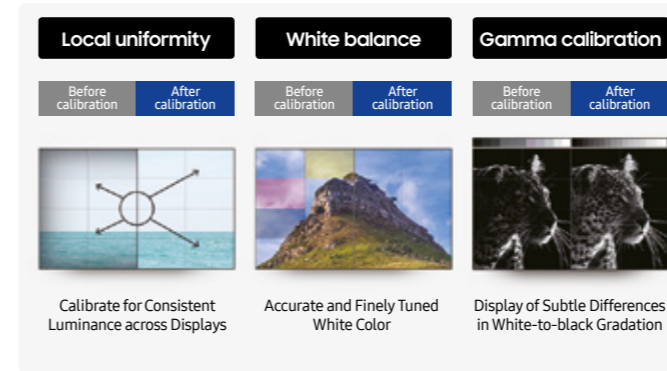 Local uniformity
White balance
Gamma calibration
Before
calibration
After
calibration
Before
calibration
After
calibration
Before
calibration
After
calibration
Calibrate for Consistent
Luminance across Displays
Accurate and Finely Tuned
White Color
Display of Subtle Differences
in White-to-black Gradation